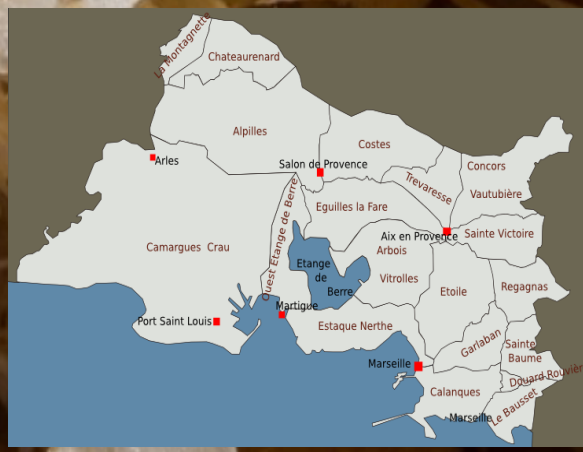 La Montagnette
Chateaurenard
Alpilles
Costes
Arles
Salon de Provence
Concors
Trevaresse
Vautubière
Eguilles la Fare
Ouest Etange de Berre
Aix en Provence
Sainte Victoire
Camargues Crau
Arbois
Etange
de
Berre
Vitrolles
Etoile
Regagnas
Martigue
Port Saint Louis
Estaque Nerthe
Garlaban
Sainte
Baume
Marseille
Douard Rouvière
Calanques
Le Bausset
Marseille